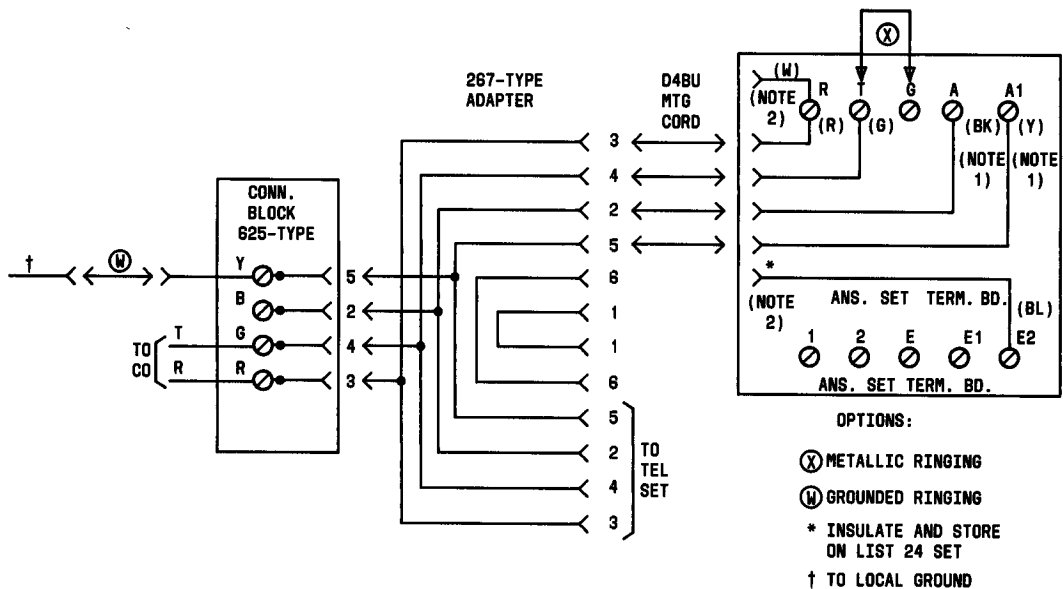 X
267-TYPE
ADAPTER
D4BU
MTG
CORD
(W)
(NOTE
2)
R T G A A1
(R) (G) (BK) (Y)
(NOTE
1)
(NOTE
1)
3
4
2
5
6
1
1
6
5
2
4
3
CONN.
BLOCK
625-TYPE
† W Y 5
B 2
T G 4
R R 3
TO
CO
TO
TEL
SET
*
(NOTE
2)
ANS. SET TERM. BD.
(BL)
1 2 E E1 E2
ANS. SET TERM. BD.
OPTIONS:
X METALLIC RINGING
W GROUNDED RINGING
* INSULATE AND STORE
ON LIST 24 SET
† TO LOCAL GROUND